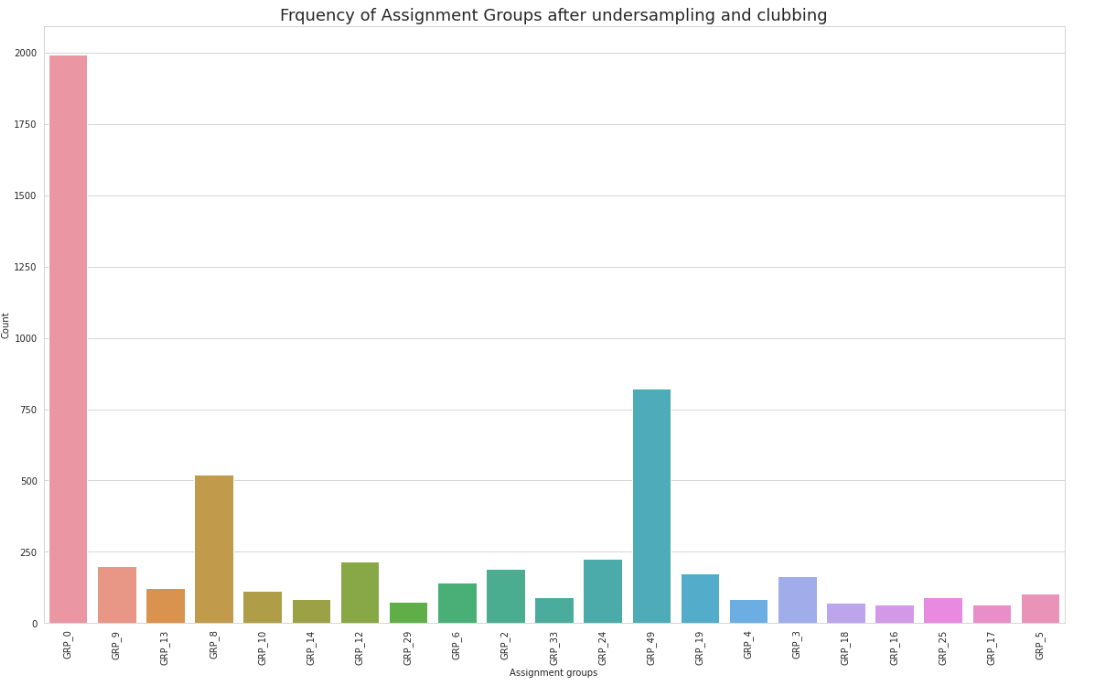 Frquency of Assignment Groups after undersampling and clubbing
2000
1750
1500
1250
1000
750
500
250
0
Count
GRP_0
GRP_9
GRP_13
GRP_8
GRP_10
GRP_14
GRP_12
GRP_29
GRP_6
GRP_2
GRP_33
GRP_24
GRP_49
GRP_19
GRP_4
GRP_3
GRP_18
GRP_16
GRP_25
GRP_17
GRP_5
Assignment groups